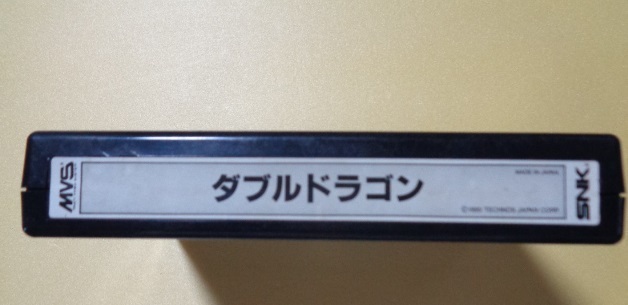 MVS
ダブルドラゴン
MADE IN JAPAN
© 1995 TECHNOS JAPAN CORP.
SNK